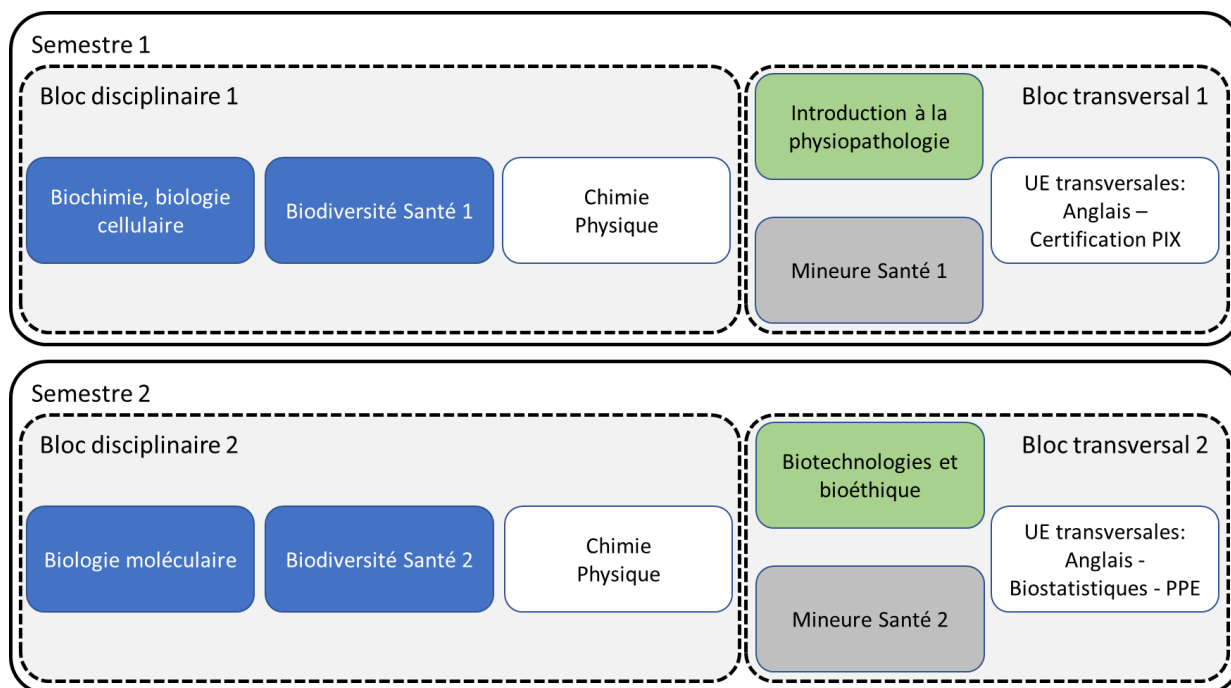 Semestre 1
Bloc disciplinaire 1
Biochimie, biologie
cellulaire
Biodiversité Santé 1
Chimie
Physique
Bloc transversal 1
Introduction à la
physiopathologie
Mineure Santé 1
UE transversales:
Anglais –
Certification PIX
Semestre 2
Bloc disciplinaire 2
Biologie moléculaire
Biodiversité Santé 2
Chimie
Physique
Bloc transversal 2
Biotechnologies et
bioéthique
Mineure Santé 2
UE transversales:
Anglais -
Biostatistiques - PPE